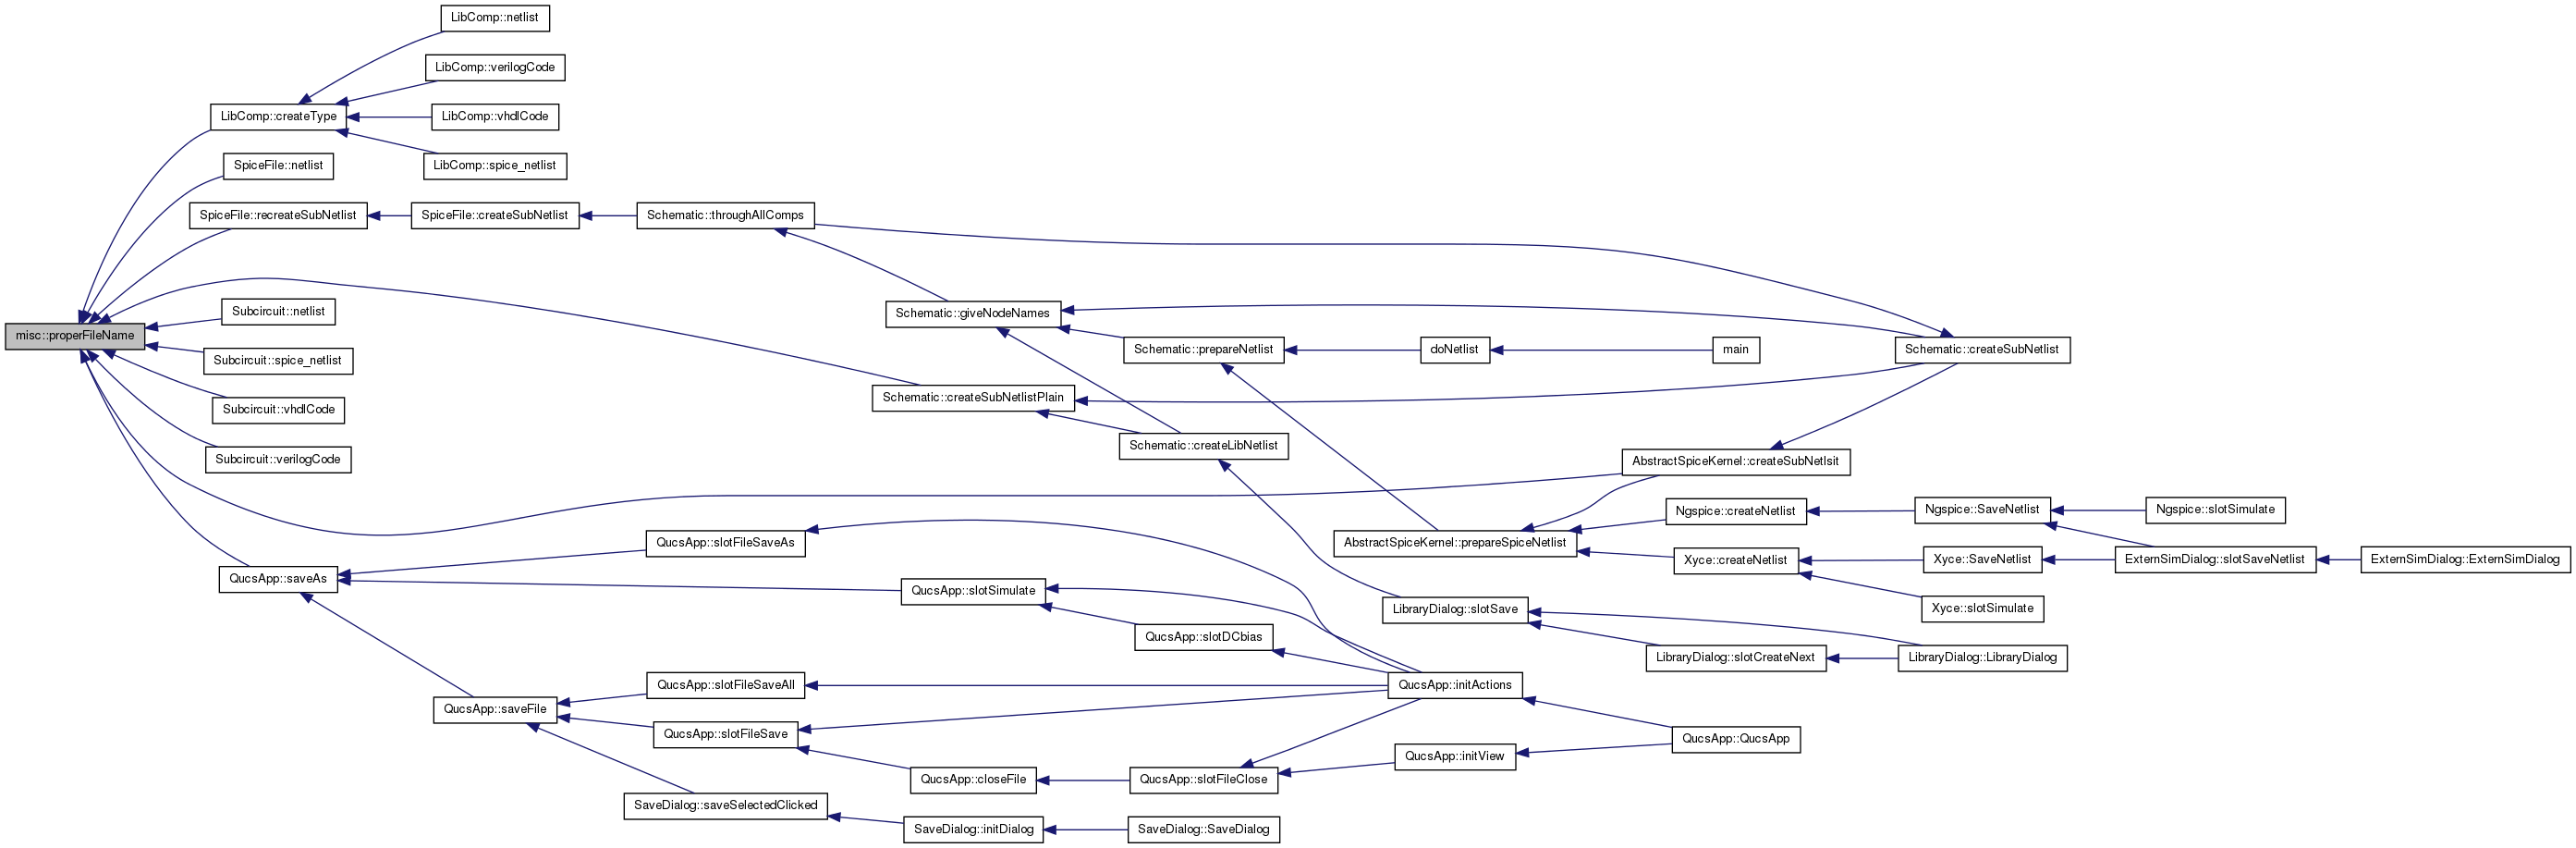 LibComp::netlist
LibComp::verilogCode
LibComp::createType
LibComp::vhdlCode
SpiceFile::netlist
LibComp::spice_netlist
SpiceFile::recreateSubNetlist
SpiceFile::createSubNetlist
Schematic::throughAllComps
Subcircuit::netlist
Schematic::giveNodeNames
misc::properFileName
Subcircuit::spice_netlist
Schematic::prepareNetlist
doNetlist
main
Schematic::createSubNetlist
Subcircuit::vhdlCode
Schematic::createSubNetlistPlain
Subcircuit::verilogCode
Schematic::createLibNetlist
AbstractSpiceKernel::createSubNetlsit
Ngspice::createNetlist
Ngspice::SaveNetlist
Ngspice::slotSimulate
QucsApp::slotFileSaveAs
AbstractSpiceKernel::prepareSpiceNetlist
Xyce::createNetlist
Xyce::SaveNetlist
ExternSimDialog::slotSaveNetlist
ExternSimDialog::ExternSimDialog
QucsApp::saveAs
QucsApp::slotSimulate
LibraryDialog::slotSave
Xyce::slotSimulate
QucsApp::slotDCbias
LibraryDialog::slotCreateNext
LibraryDialog::LibraryDialog
QucsApp::slotFileSaveAll
QucsApp::initActions
QucsApp::saveFile
QucsApp::slotFileSave
QucsApp::QucsApp
QucsApp::initView
QucsApp::closeFile
QucsApp::slotFileClose
SaveDialog::saveSelectedClicked
SaveDialog::initDialog
SaveDialog::SaveDialog